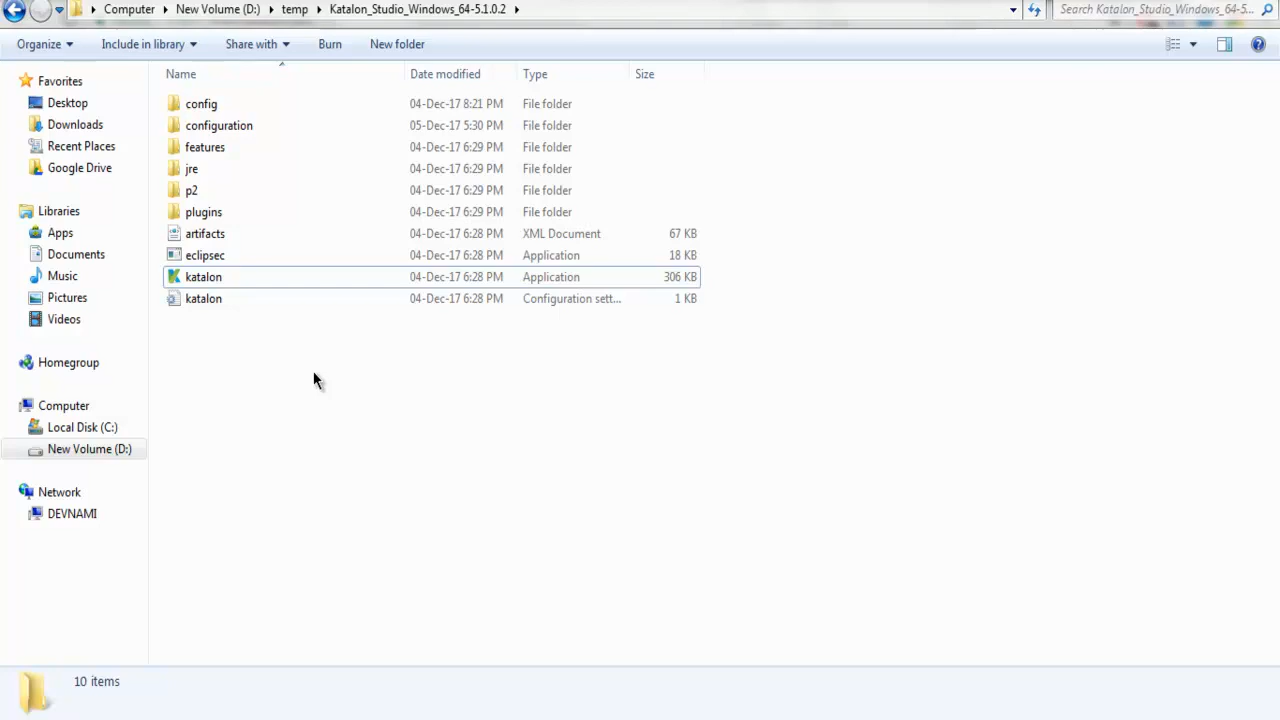 Computer New Volume (D:) temp Katalon_Studio_Windows_64-5.1.0.2 Search Katalon_Studio_Windows_64-5...
Organize Include in library Share with Burn New folder
Favorites
Desktop
Downloads
Recent Places
Google Drive
Libraries
Apps
Documents
Music
Pictures
Videos
Homegroup
Computer
Local Disk (C:)
New Volume (D:)
Network
DEVNAMI
Name Date modified Type Size
config 04-Dec-17 8:21 PM File folder
configuration 05-Dec-17 5:30 PM File folder
features 04-Dec-17 6:29 PM File folder
jre 04-Dec-17 6:29 PM File folder
p2 04-Dec-17 6:29 PM File folder
plugins 04-Dec-17 6:29 PM File folder
artifacts 04-Dec-17 6:28 PM XML Document 67 KB
eclipsec 04-Dec-17 6:28 PM Application 18 KB
katalon 04-Dec-17 6:28 PM Application 306 KB
katalon 04-Dec-17 6:28 PM Configuration sett... 1 KB
10 items